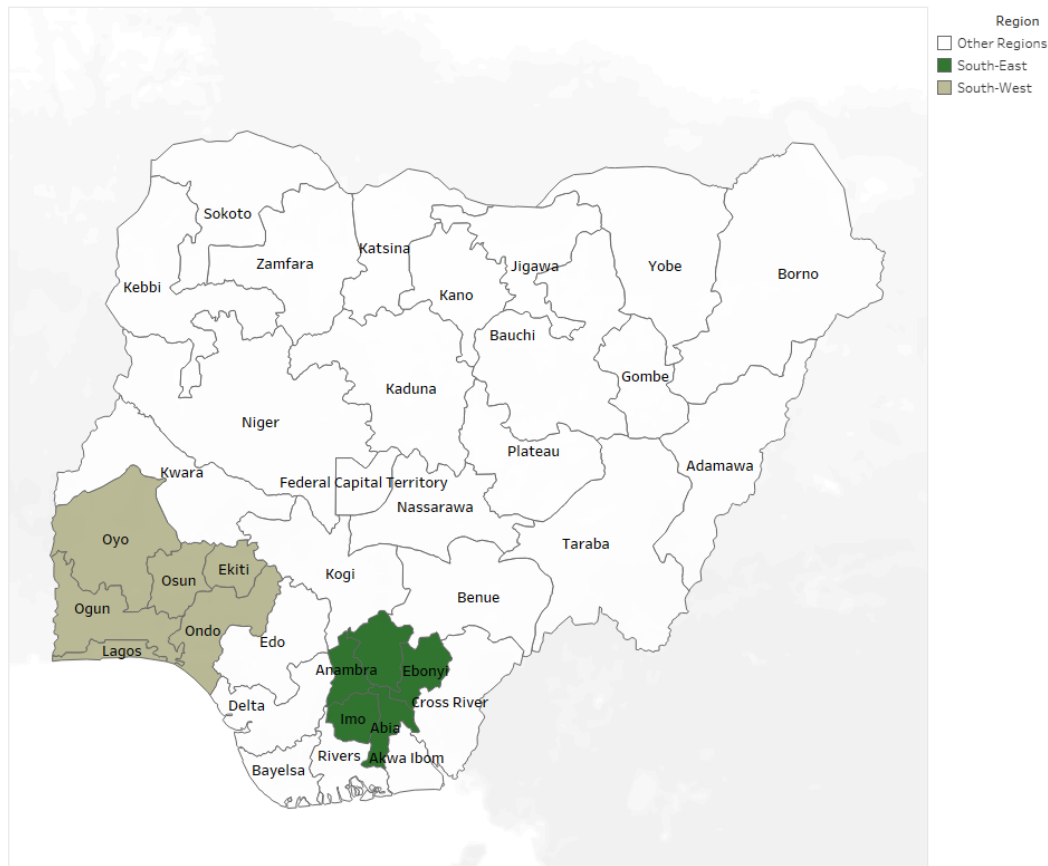 Region
Other Regions
South-East
South-West
Sokoto
Katsina
Zamfara
Jigawa
Yobe
Borno
Kebbi
Kano
Bauchi
Gombe
Kaduna
Niger
Plateau
Adamawa
Kwara
Federal Capital Territory
Nassarawa
Oyo
Taraba
Osun
Ekiti
Kogi
Benue
Ogun
Ondo
Edo
Lagos
Anambra
Ebonyi
Delta
Cross River
Imo
Abia
Rivers
Akwa Ibom
Bayelsa